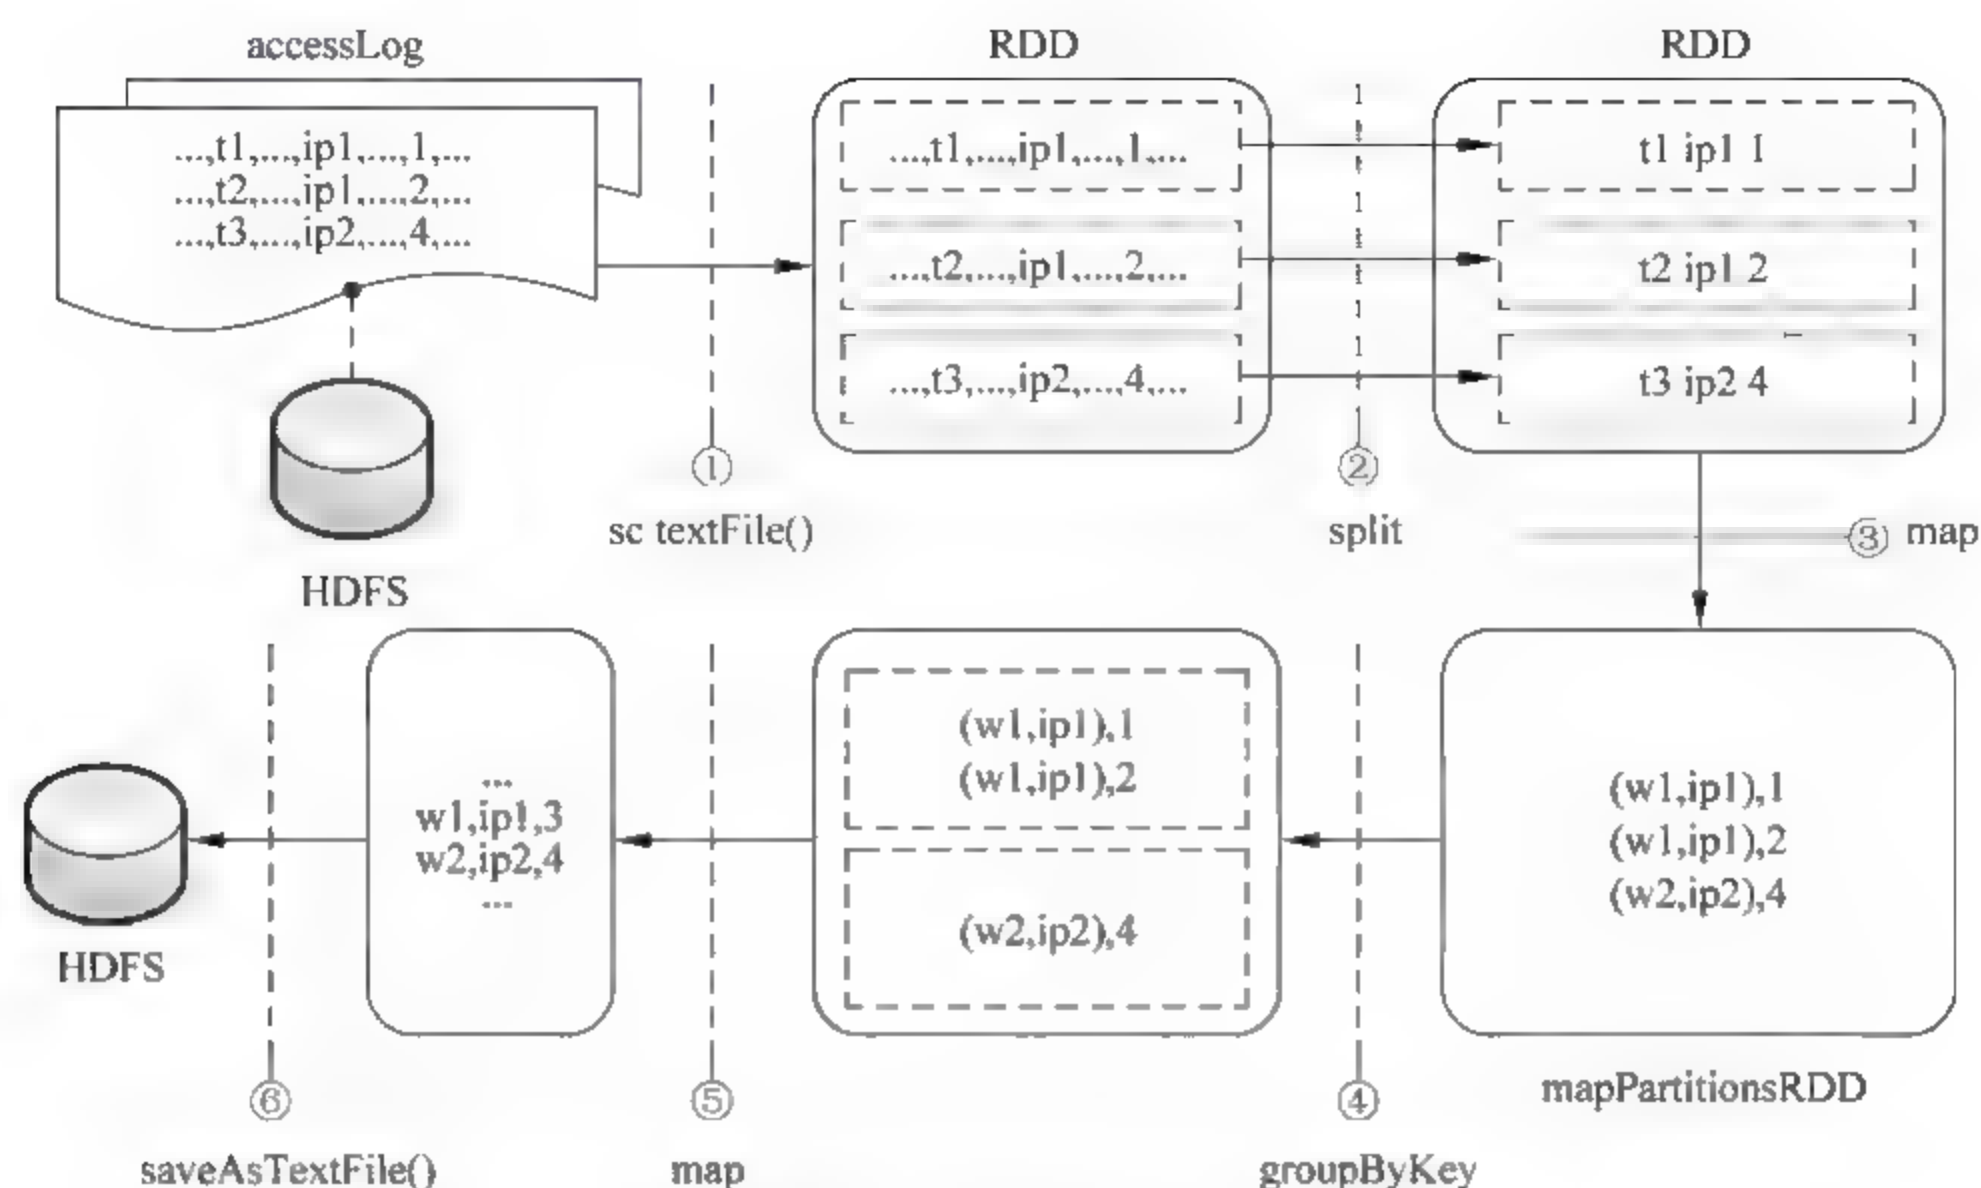 accessLog
...,t1,...,ip1,...,1,...
...,t2,...,ip1,...,2,...
...,t3,...,ip2,...,4,...
HDFS
①
sc textFile()
RDD
...,t1,...,ip1,...,1,...
...,t2,...,ip1,...,2,...
...,t3,...,ip2,...,4,...
②
split
RDD
t1 ip1 1
t2 ip1 2
t3 ip2 4
③ map
(w1,ip1),1
(w1,ip1),2
(w2,ip2),4
mapPartitionsRDD
④
groupByKey
(w1,ip1),1
(w1,ip1),2
(w2,ip2),4
⑤
map
...
w1,ip1,3
w2,ip2,4
...
⑥
saveAsTextFile()
HDFS